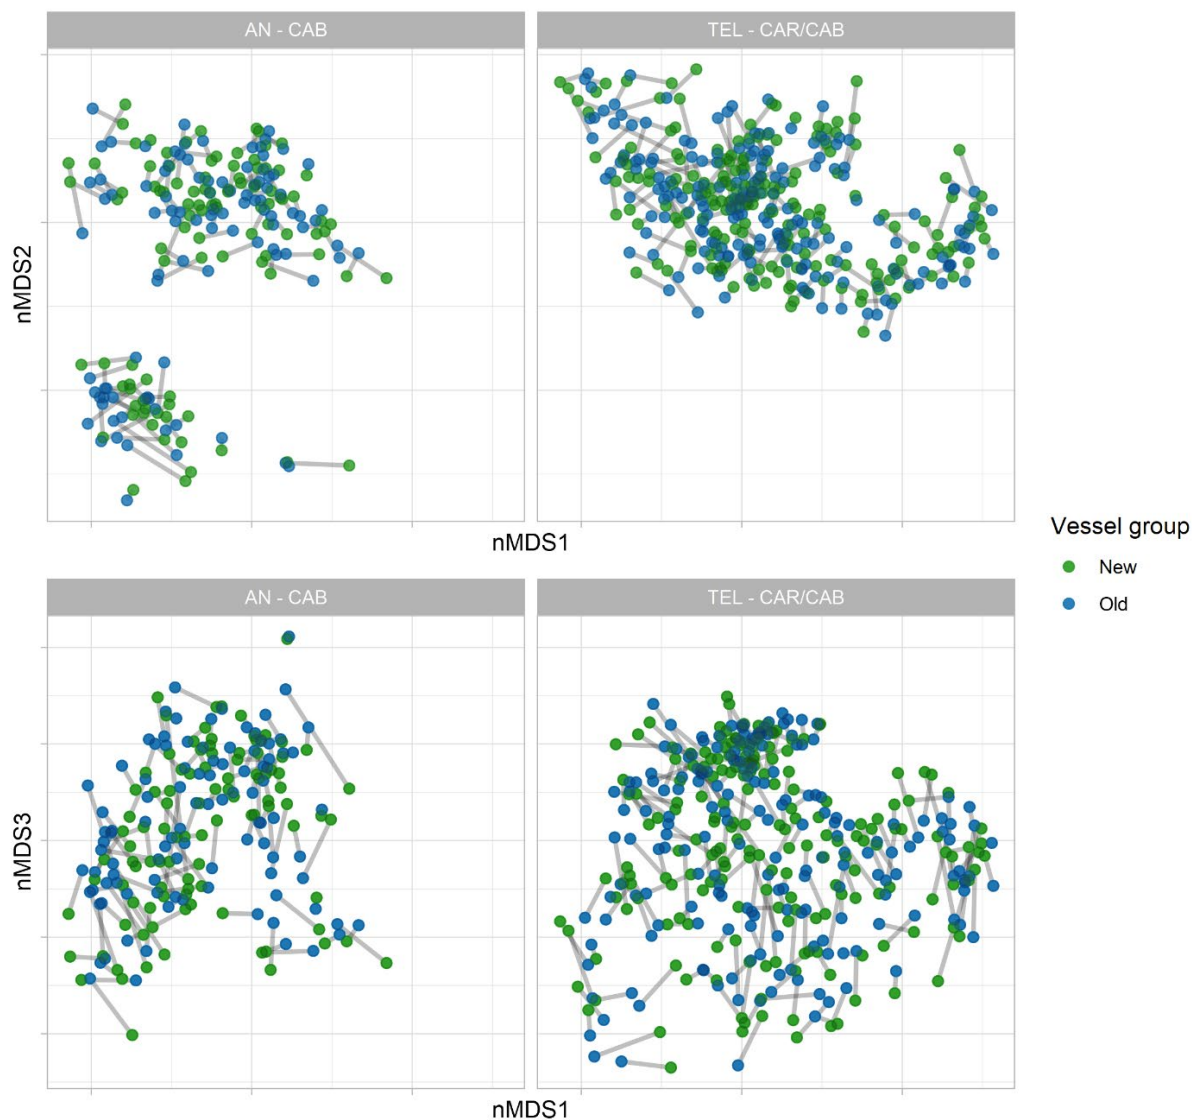 AN - CAB
TEL - CAR/CAB
nMDS2
nMDS1
Vessel group
New
Old
AN - CAB
TEL - CAR/CAB
nMDS3
nMDS1